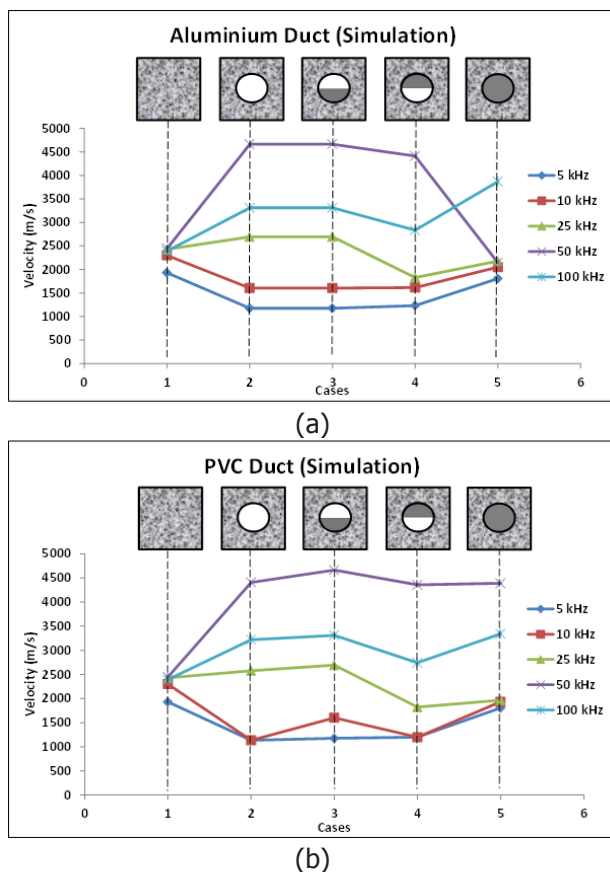 Aluminium Duct (Simulation)
5000
4500
4000
3500
3000
2500
2000
1500
1000
500
0
Velocity (m/s)
0 1 2 3 4 5 6
Cases
5 kHz
10 kHz
25 kHz
50 kHz
100 kHz
(a)
PVC Duct (Simulation)
5000
4500
4000
3500
3000
2500
2000
1500
1000
500
0
Velocity (m/s)
0 1 2 3 4 5 6
Cases
5 kHz
10 kHz
25 kHz
50 kHz
100 kHz
(b)